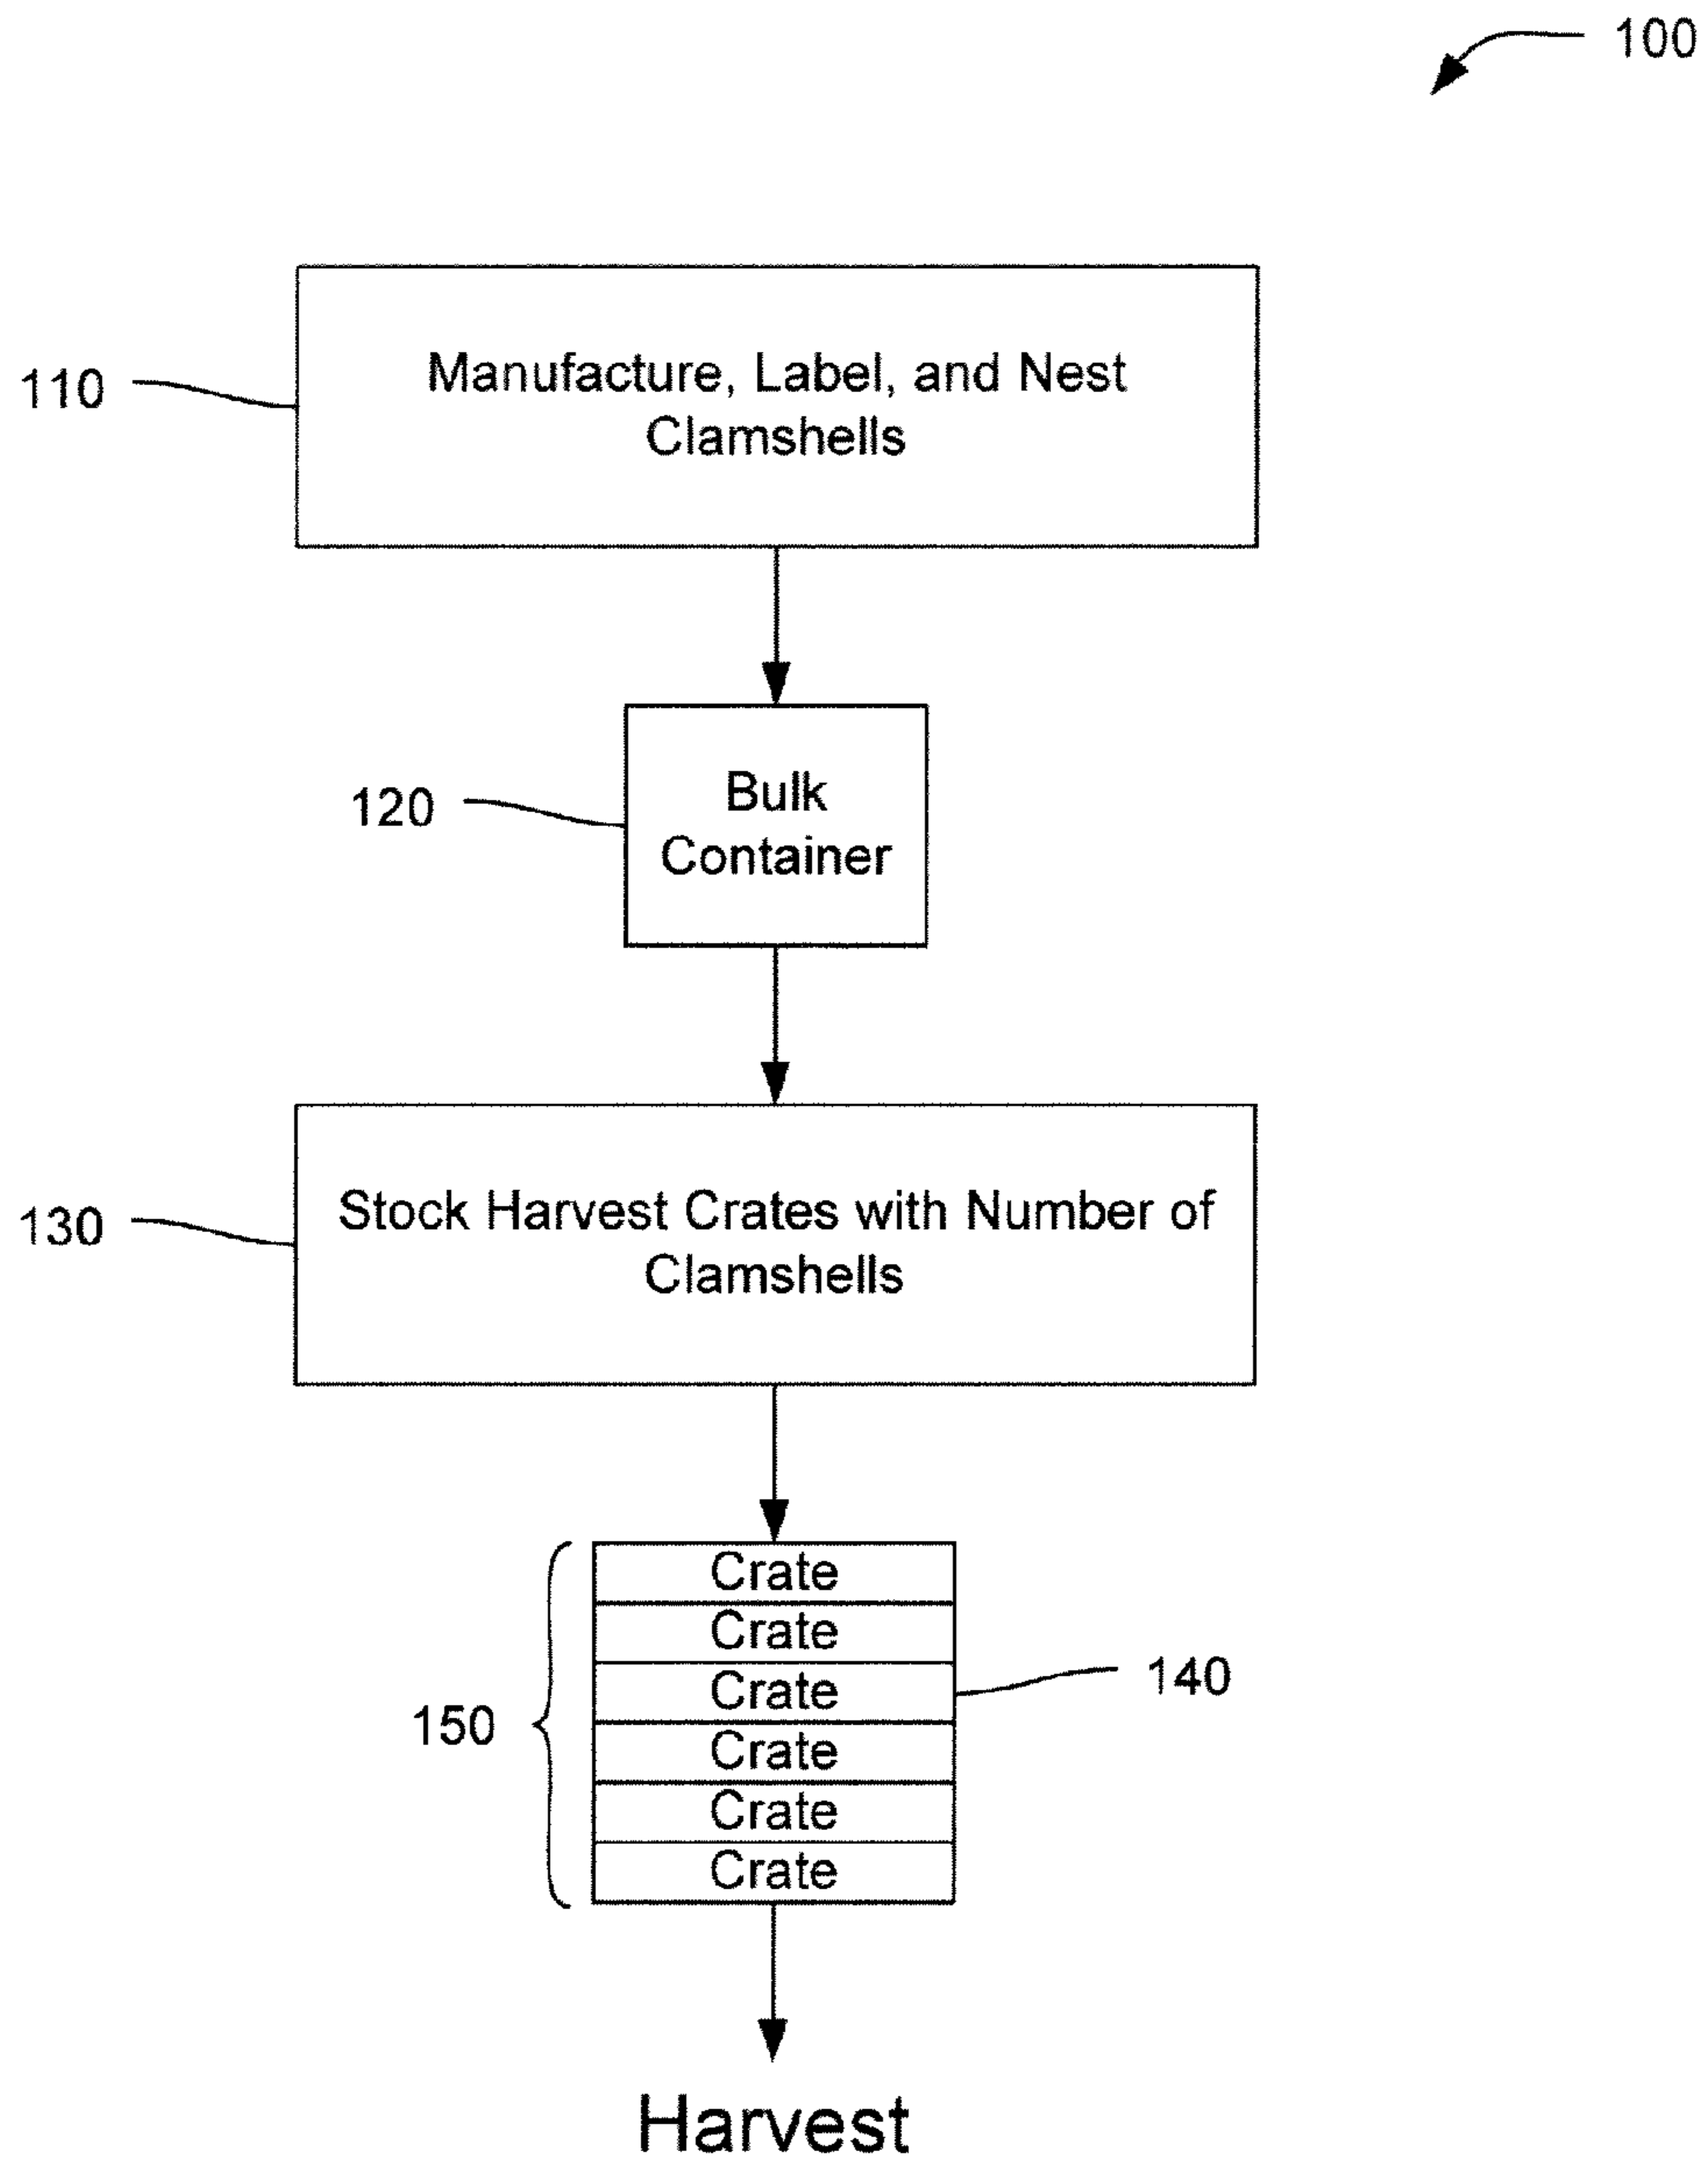 100
110
Manufacture, Label, and Nest
Clamshells
120
Bulk
Container
130
Stock Harvest Crates with Number of
Clamshells
Crate
Crate
Crate
140
150
Crate
Crate
Crate
Harvest